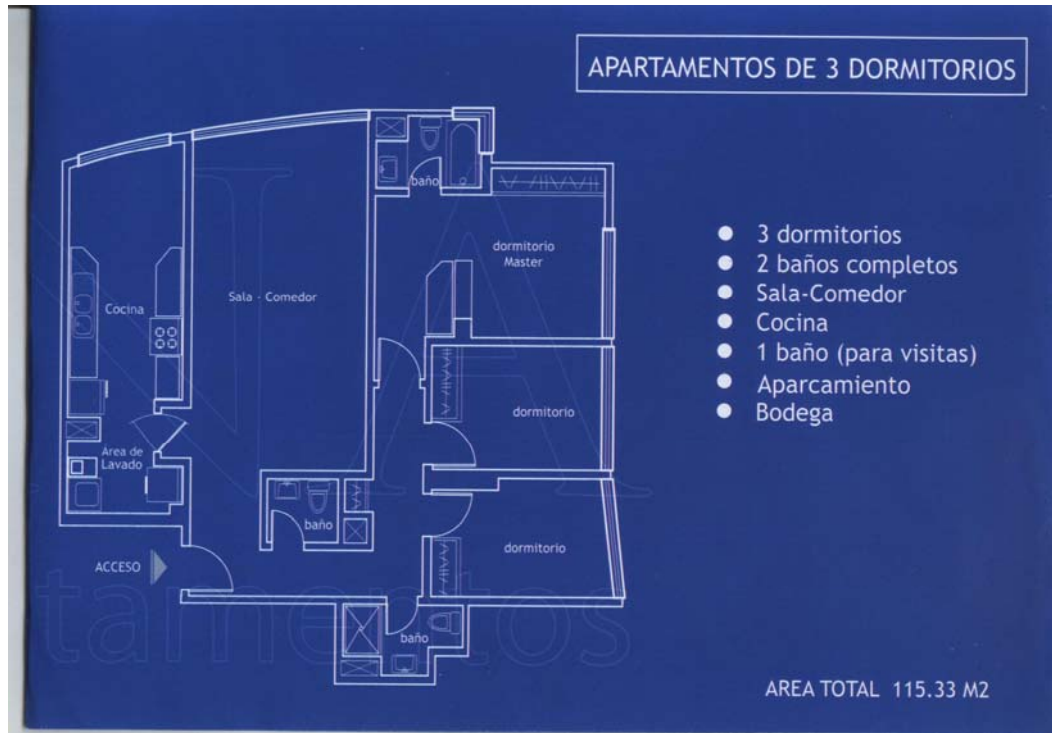 APARTAMENTOS DE 3 DORMITORIOS
baño
dormitorio
Master
Cocina
Sala - Comedor
dormitorio
Area de
Lavado
baño
dormitorio
ACCESO
baño
3 dormitorios
2 baños completos
Sala-Comedor
Cocina
1 baño (para visitas)
Aparcamiento
Bodega
AREA TOTAL 115.33 M2
tamentos